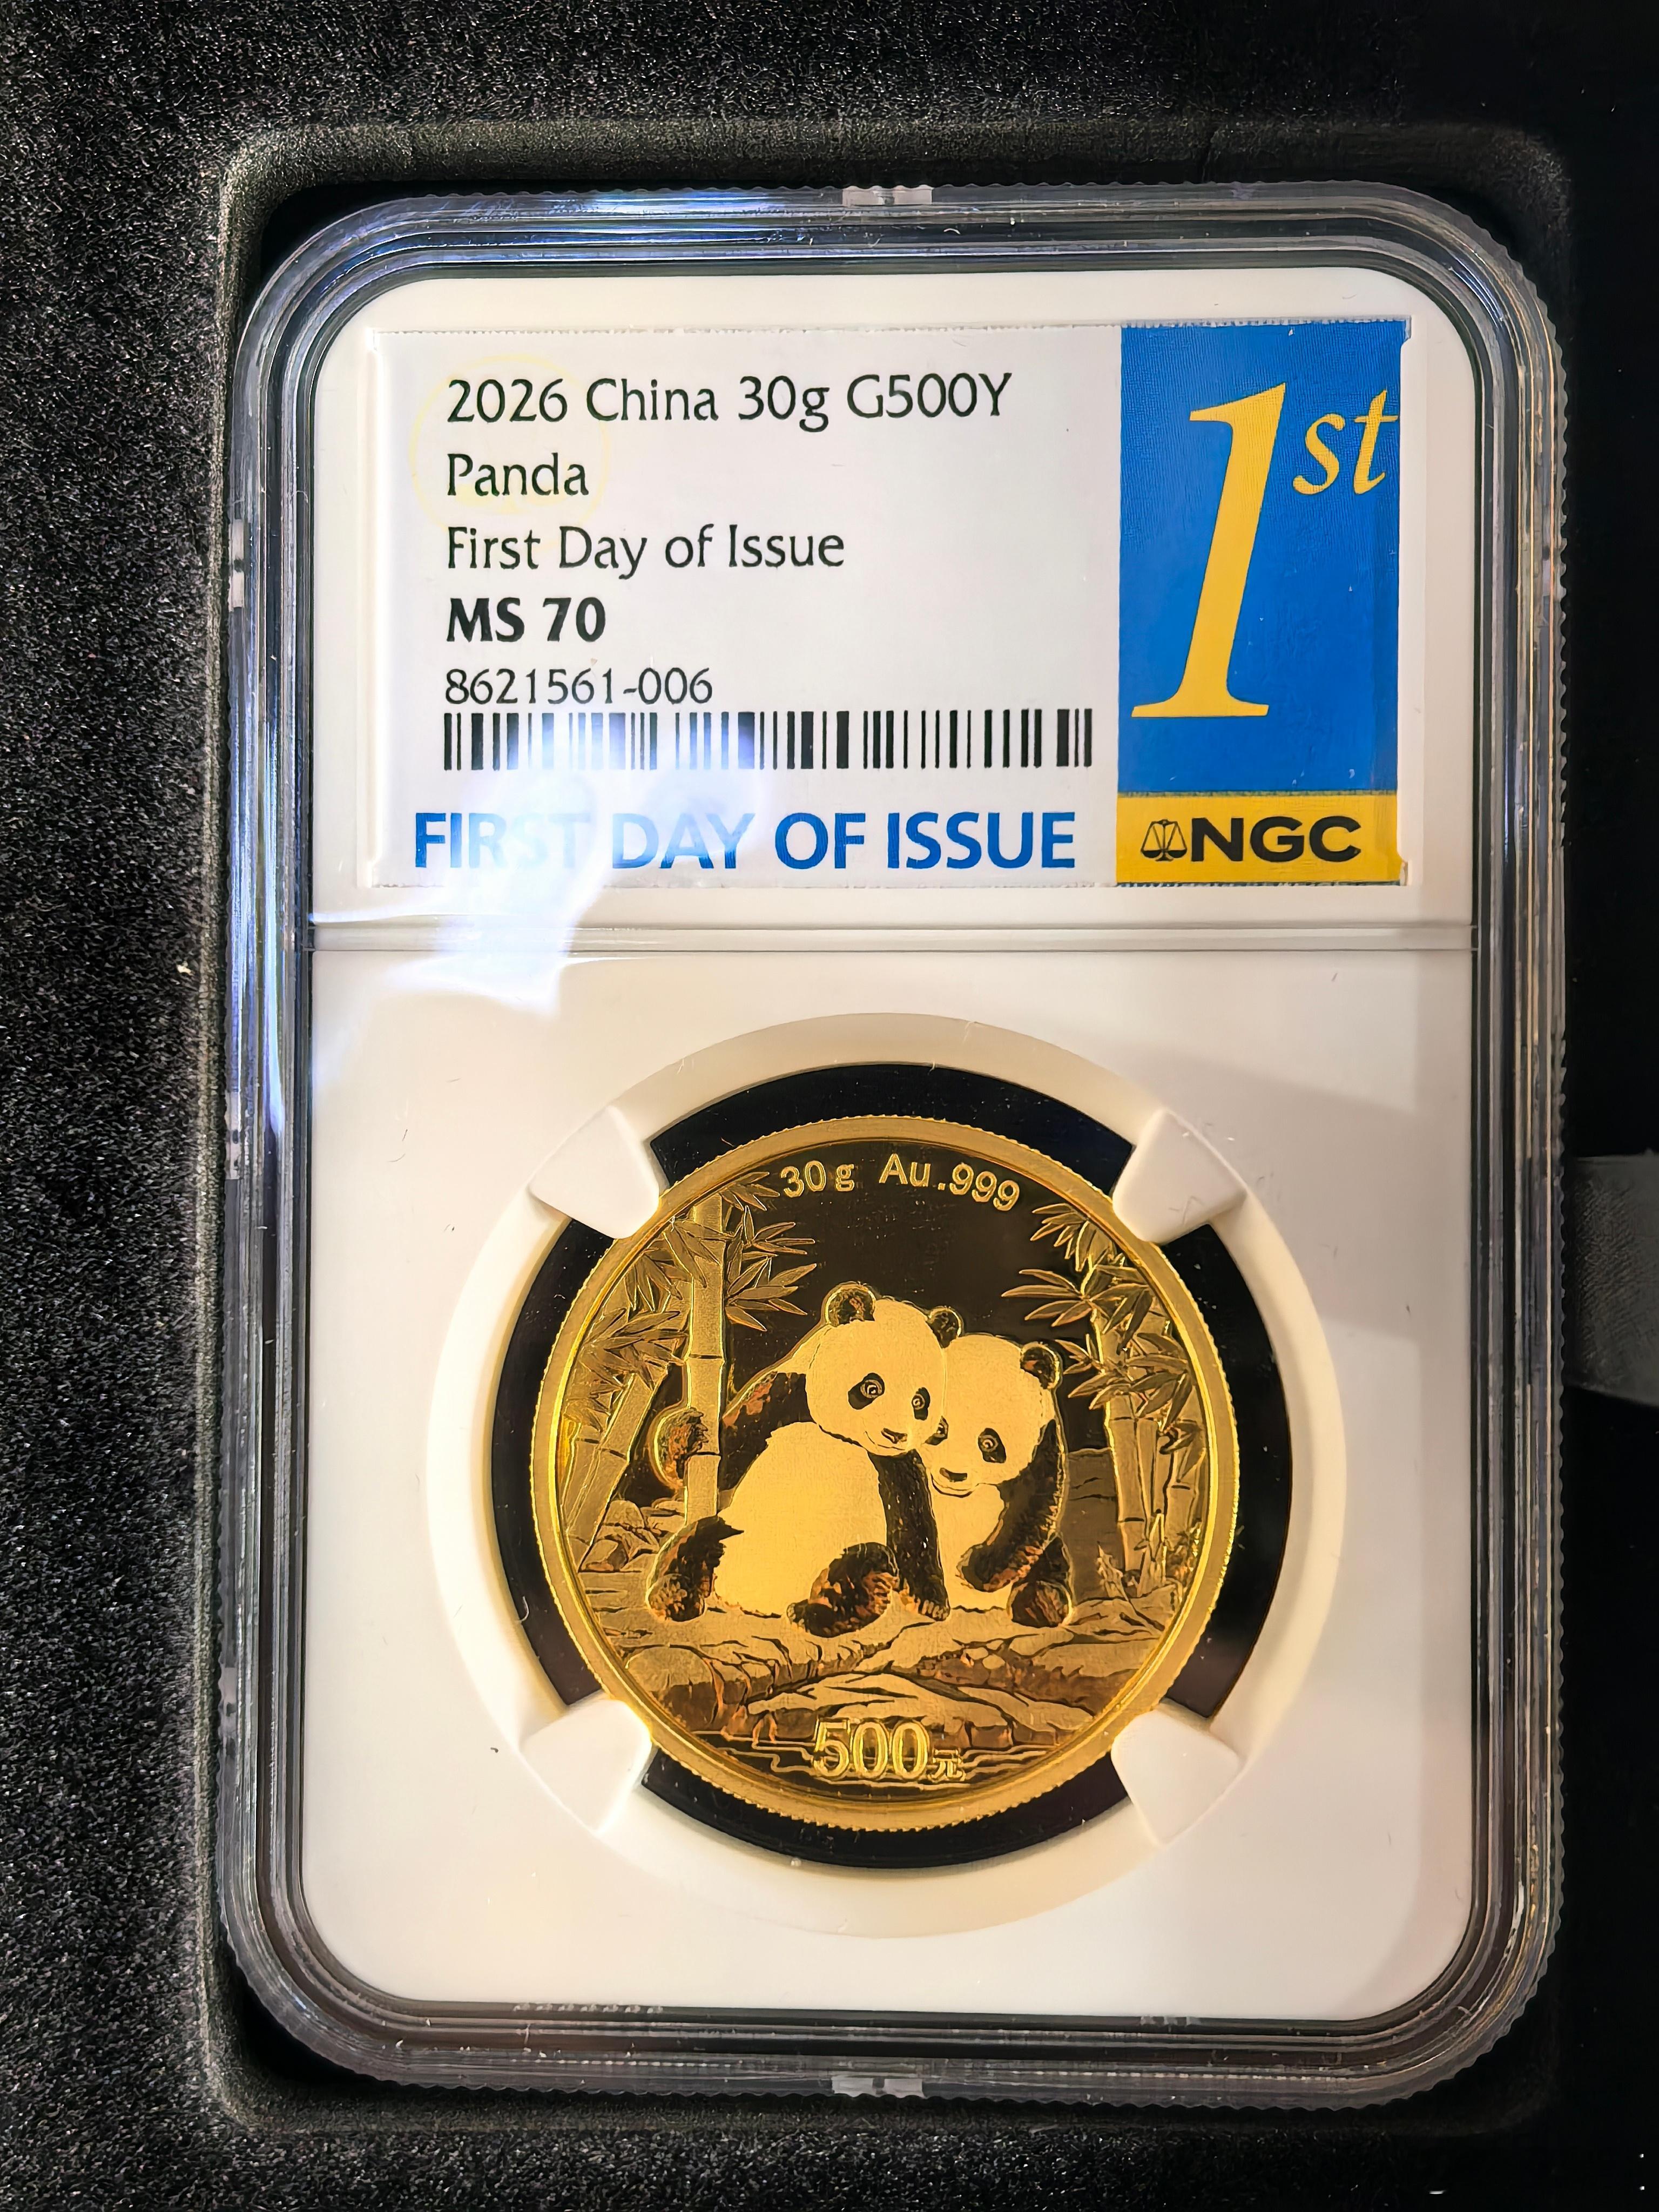 2026 China 30g G500Y
Panda
First Day of Issue
MS 70
8621561-006
FIRST DAY OF ISSUE
1st
NGC
30g Au.999
500元